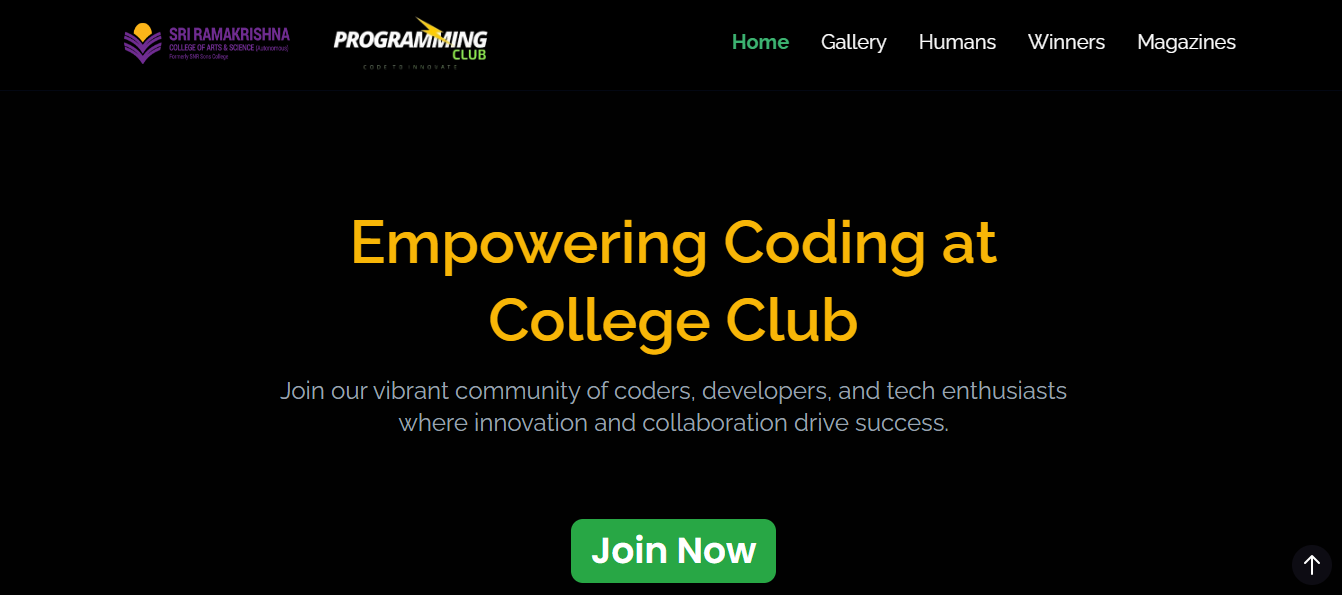 SRI RAMAKRISHNA
COLLEGE OF ARTS & SCIENCE (Autonomous)
Formerly SNR Sons College
PROGRAMMING
CLUB
CODE TO INNOVATE
Home Gallery Humans Winners Magazines
Empowering Coding at
College Club
Join our vibrant community of coders, developers, and tech enthusiasts
where innovation and collaboration drive success.
Join Now